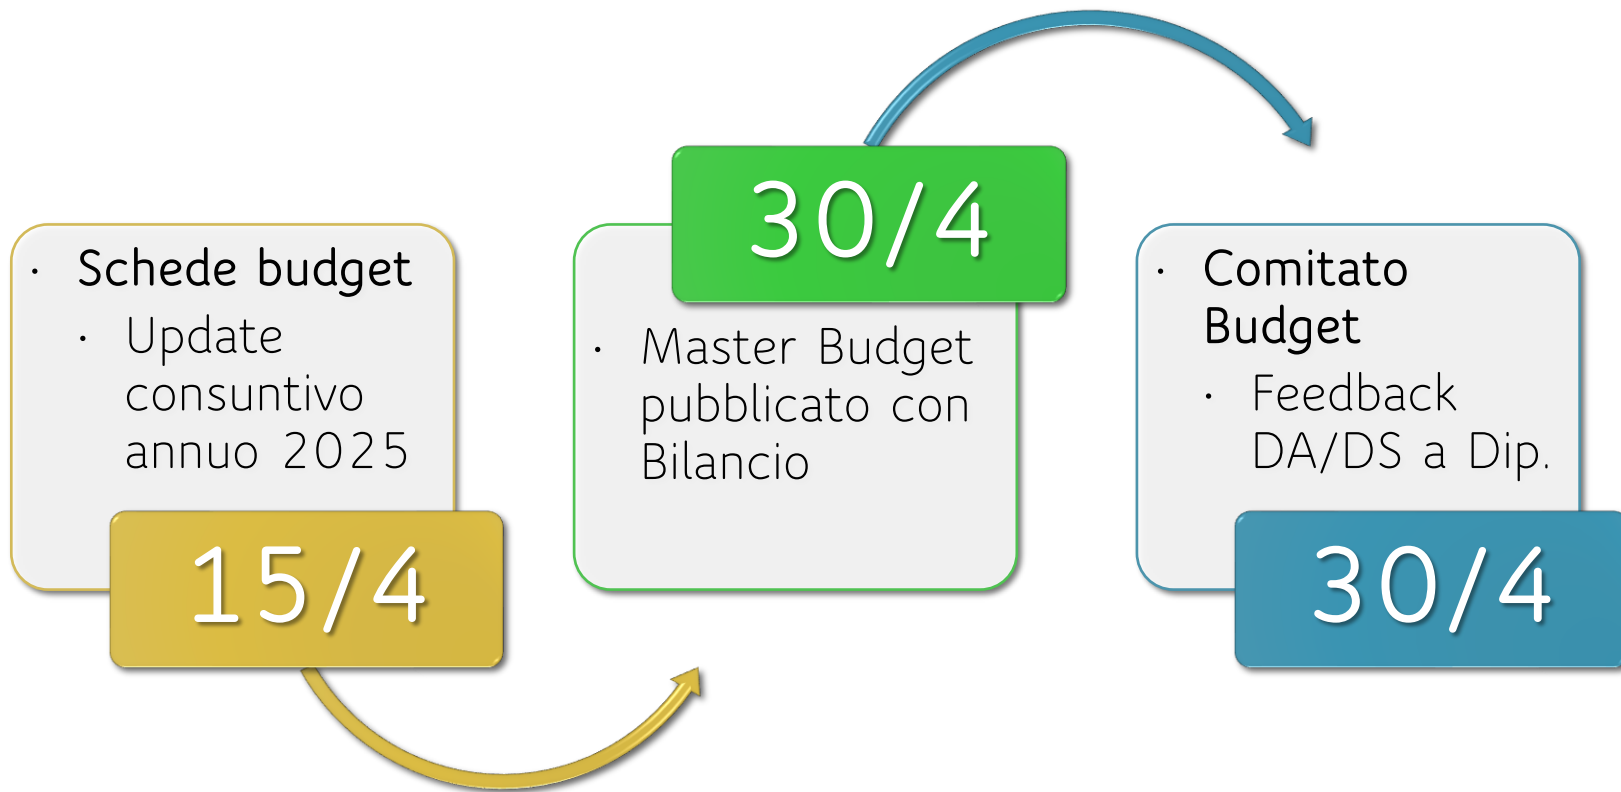 · Schede budget
· Update
consuntivo
annuo 2025
15/4
30/4
· Master Budget
pubblicato con
Bilancio
· Comitato
Budget
· Feedback
DA/DS a Dip.
30/4